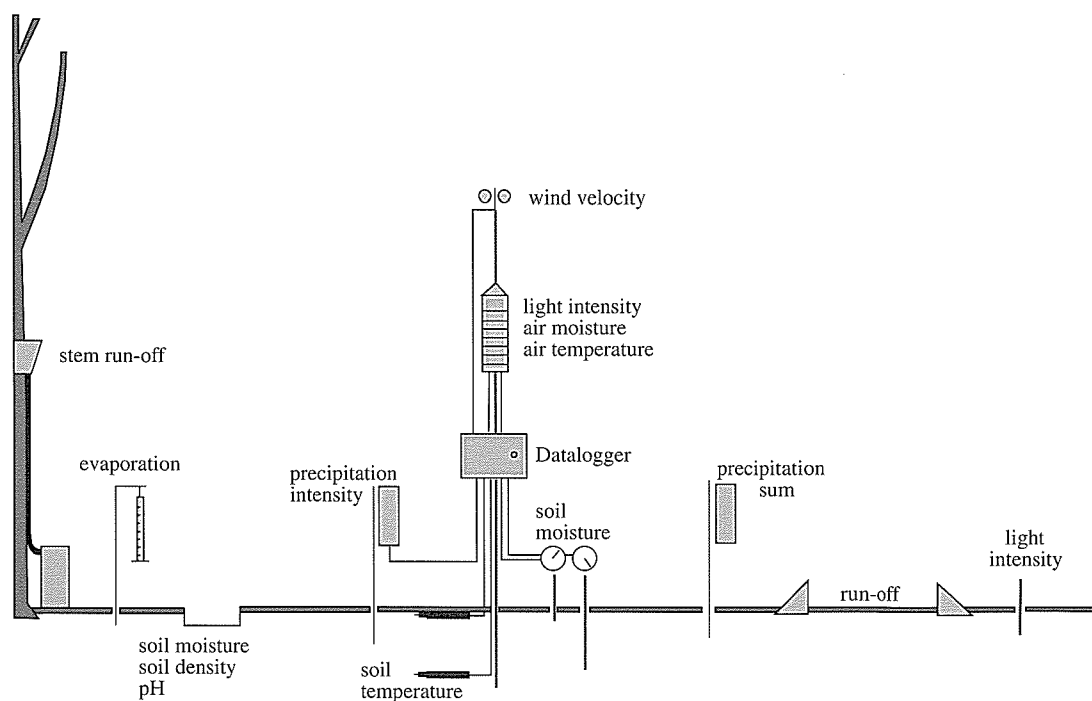 wind velocity
light intensity
air moisture
air temperature
stem run-off
evaporation
precipitation
intensity
Datalogger
precipitation
sum
soil
moisture
light
intensity
run-off
soil moisture
soil density
pH
soil
temperature